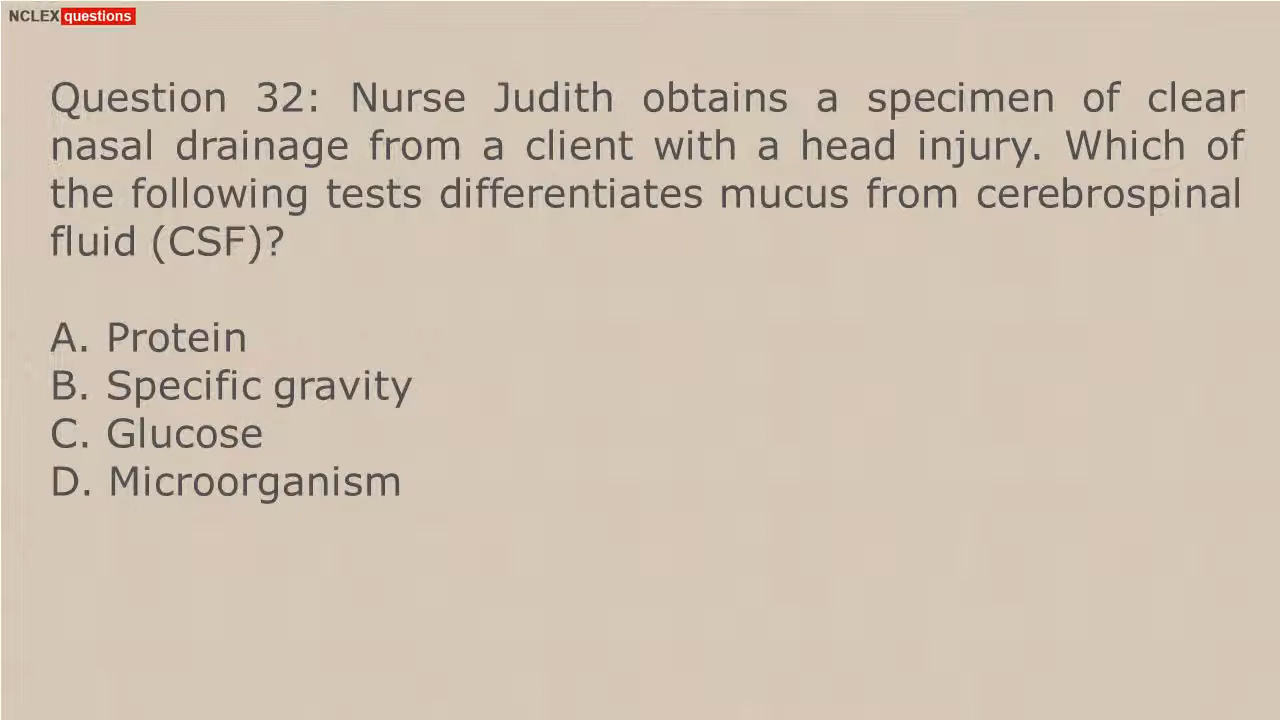 NCLEX questions
Question 32: Nurse Judith obtains a specimen of clear
nasal drainage from a client with a head injury. Which of
the following tests differentiates mucus from cerebrospinal
fluid (CSF)?
A. Protein
B. Specific gravity
C. Glucose
D. Microorganism